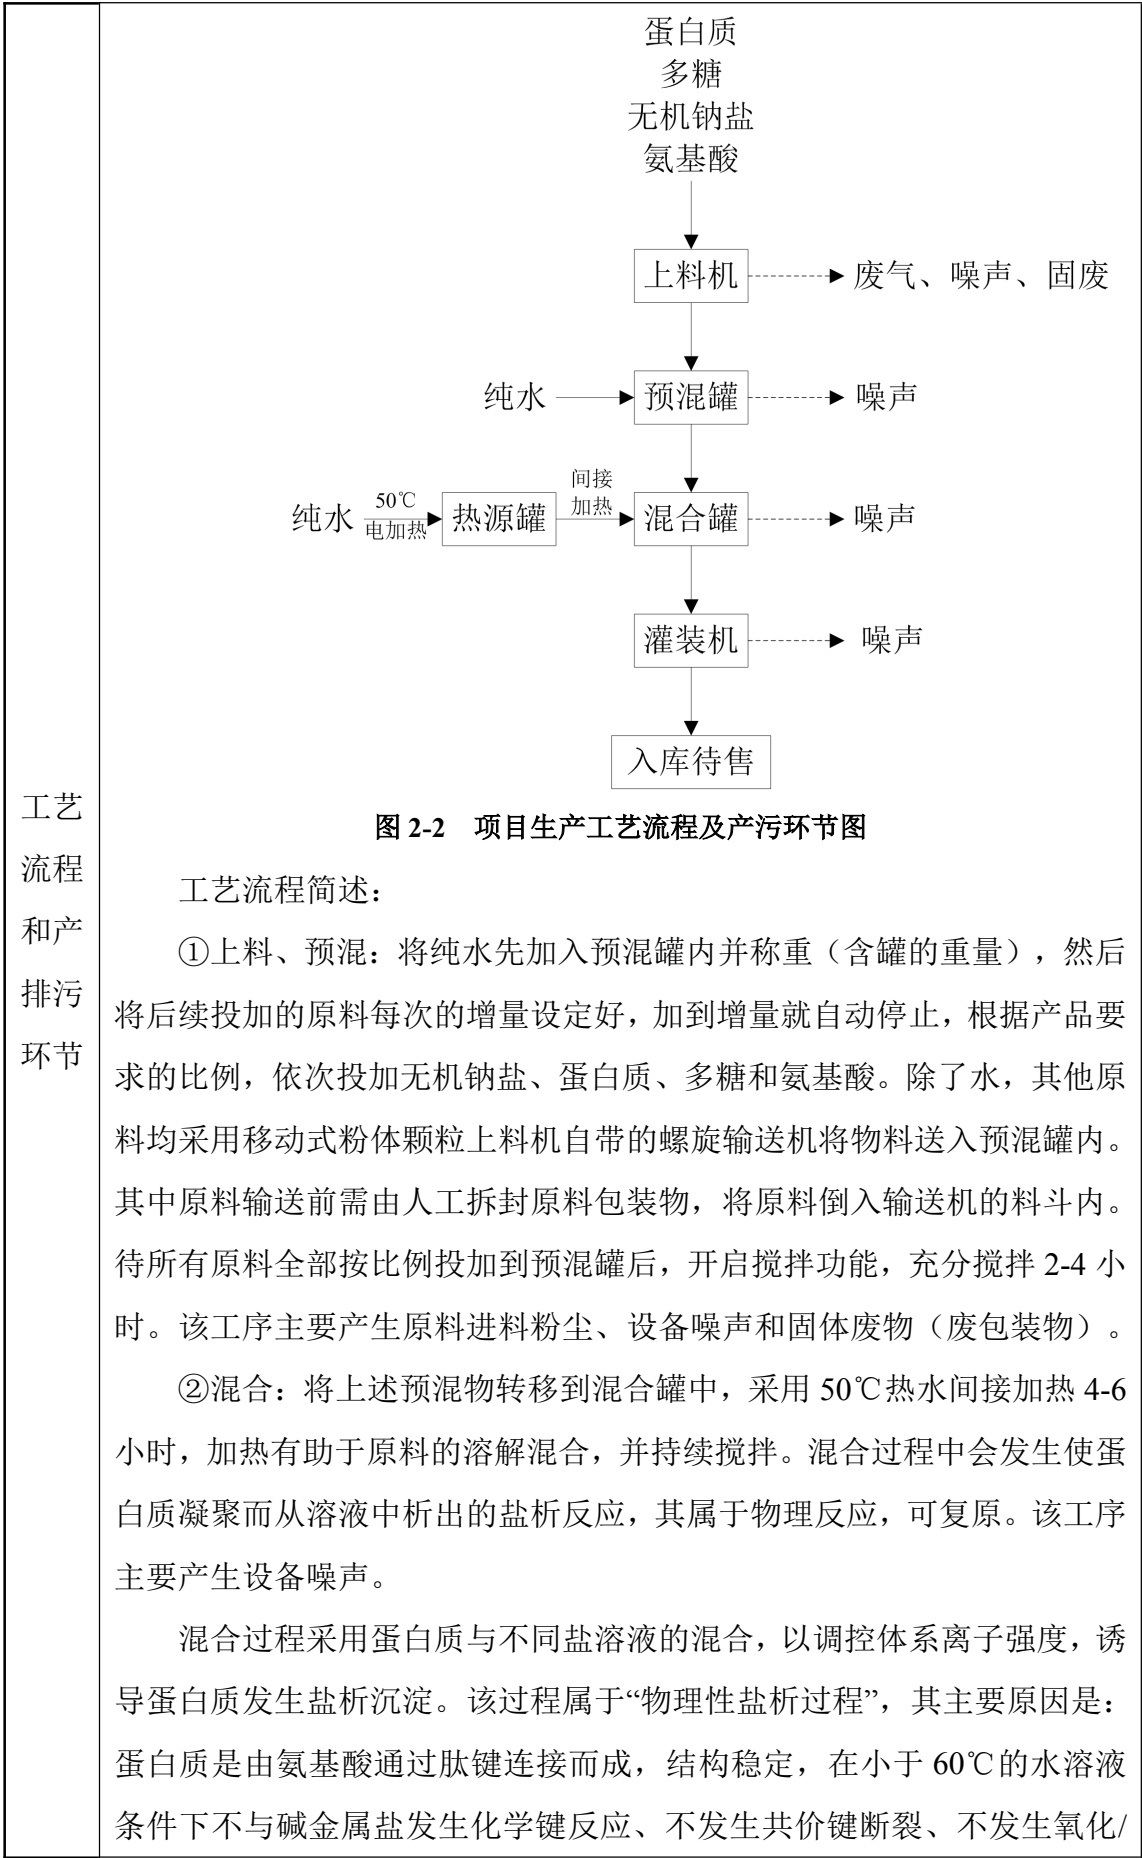 蛋白质
多糖
无机钠盐
氨基酸
上料机
废气、噪声、固废
纯水
预混罐
噪声
纯水
50℃
电加热
热源罐
间接
加热
混合罐
噪声
灌装机
噪声
入库待售
图 2-2 项目生产工艺流程及产污环节图
工艺
流程
和产
排污
环节
工艺流程简述：
①上料、预混：将纯水先加入预混罐内并称重（含罐的重量），然后
将后续投加的原料每次的增量设定好，加到增量就自动停止，根据产品要
求的比例，依次投加无机钠盐、蛋白质、多糖和氨基酸。除了水，其他原
料均采用移动式粉体颗粒上料机自带的螺旋输送机将物料送入预混罐内。
其中原料输送前需由人工拆封原料包装物，将原料倒入输送机的料斗内。
待所有原料全部按比例投加到预混罐后，开启搅拌功能，充分搅拌 2-4 小
时。该工序主要产生原料进料粉尘、设备噪声和固体废物（废包装物）。
②混合：将上述预混物转移到混合罐中，采用 50℃热水间接加热 4-6
小时，加热有助于原料的溶解混合，并持续搅拌。混合过程中会发生使蛋
白质凝聚而从溶液中析出的盐析反应，其属于物理反应，可复原。该工序
主要产生设备噪声。
混合过程采用蛋白质与不同盐溶液的混合，以调控体系离子强度，诱
导蛋白质发生盐析沉淀。该过程属于“物理性盐析过程”，其主要原因是：
蛋白质是由氨基酸通过肽键连接而成，结构稳定，在小于 60℃的水溶液
条件下不与碱金属盐发生化学键反应、不发生共价键断裂、不发生氧化/